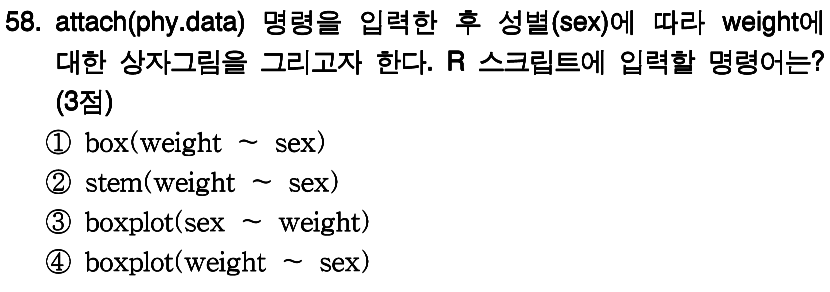 58. attach(phy.data) 명령을 입력한 후 성별(sex)에 따라 weight에
대한 상자그림을 그리고자 한다. R 스크립트에 입력할 명령어는?
(3점)
① box(weight ~ sex)
② stem(weight ~ sex)
③ boxplot(sex ~ weight)
④ boxplot(weight ~ sex)